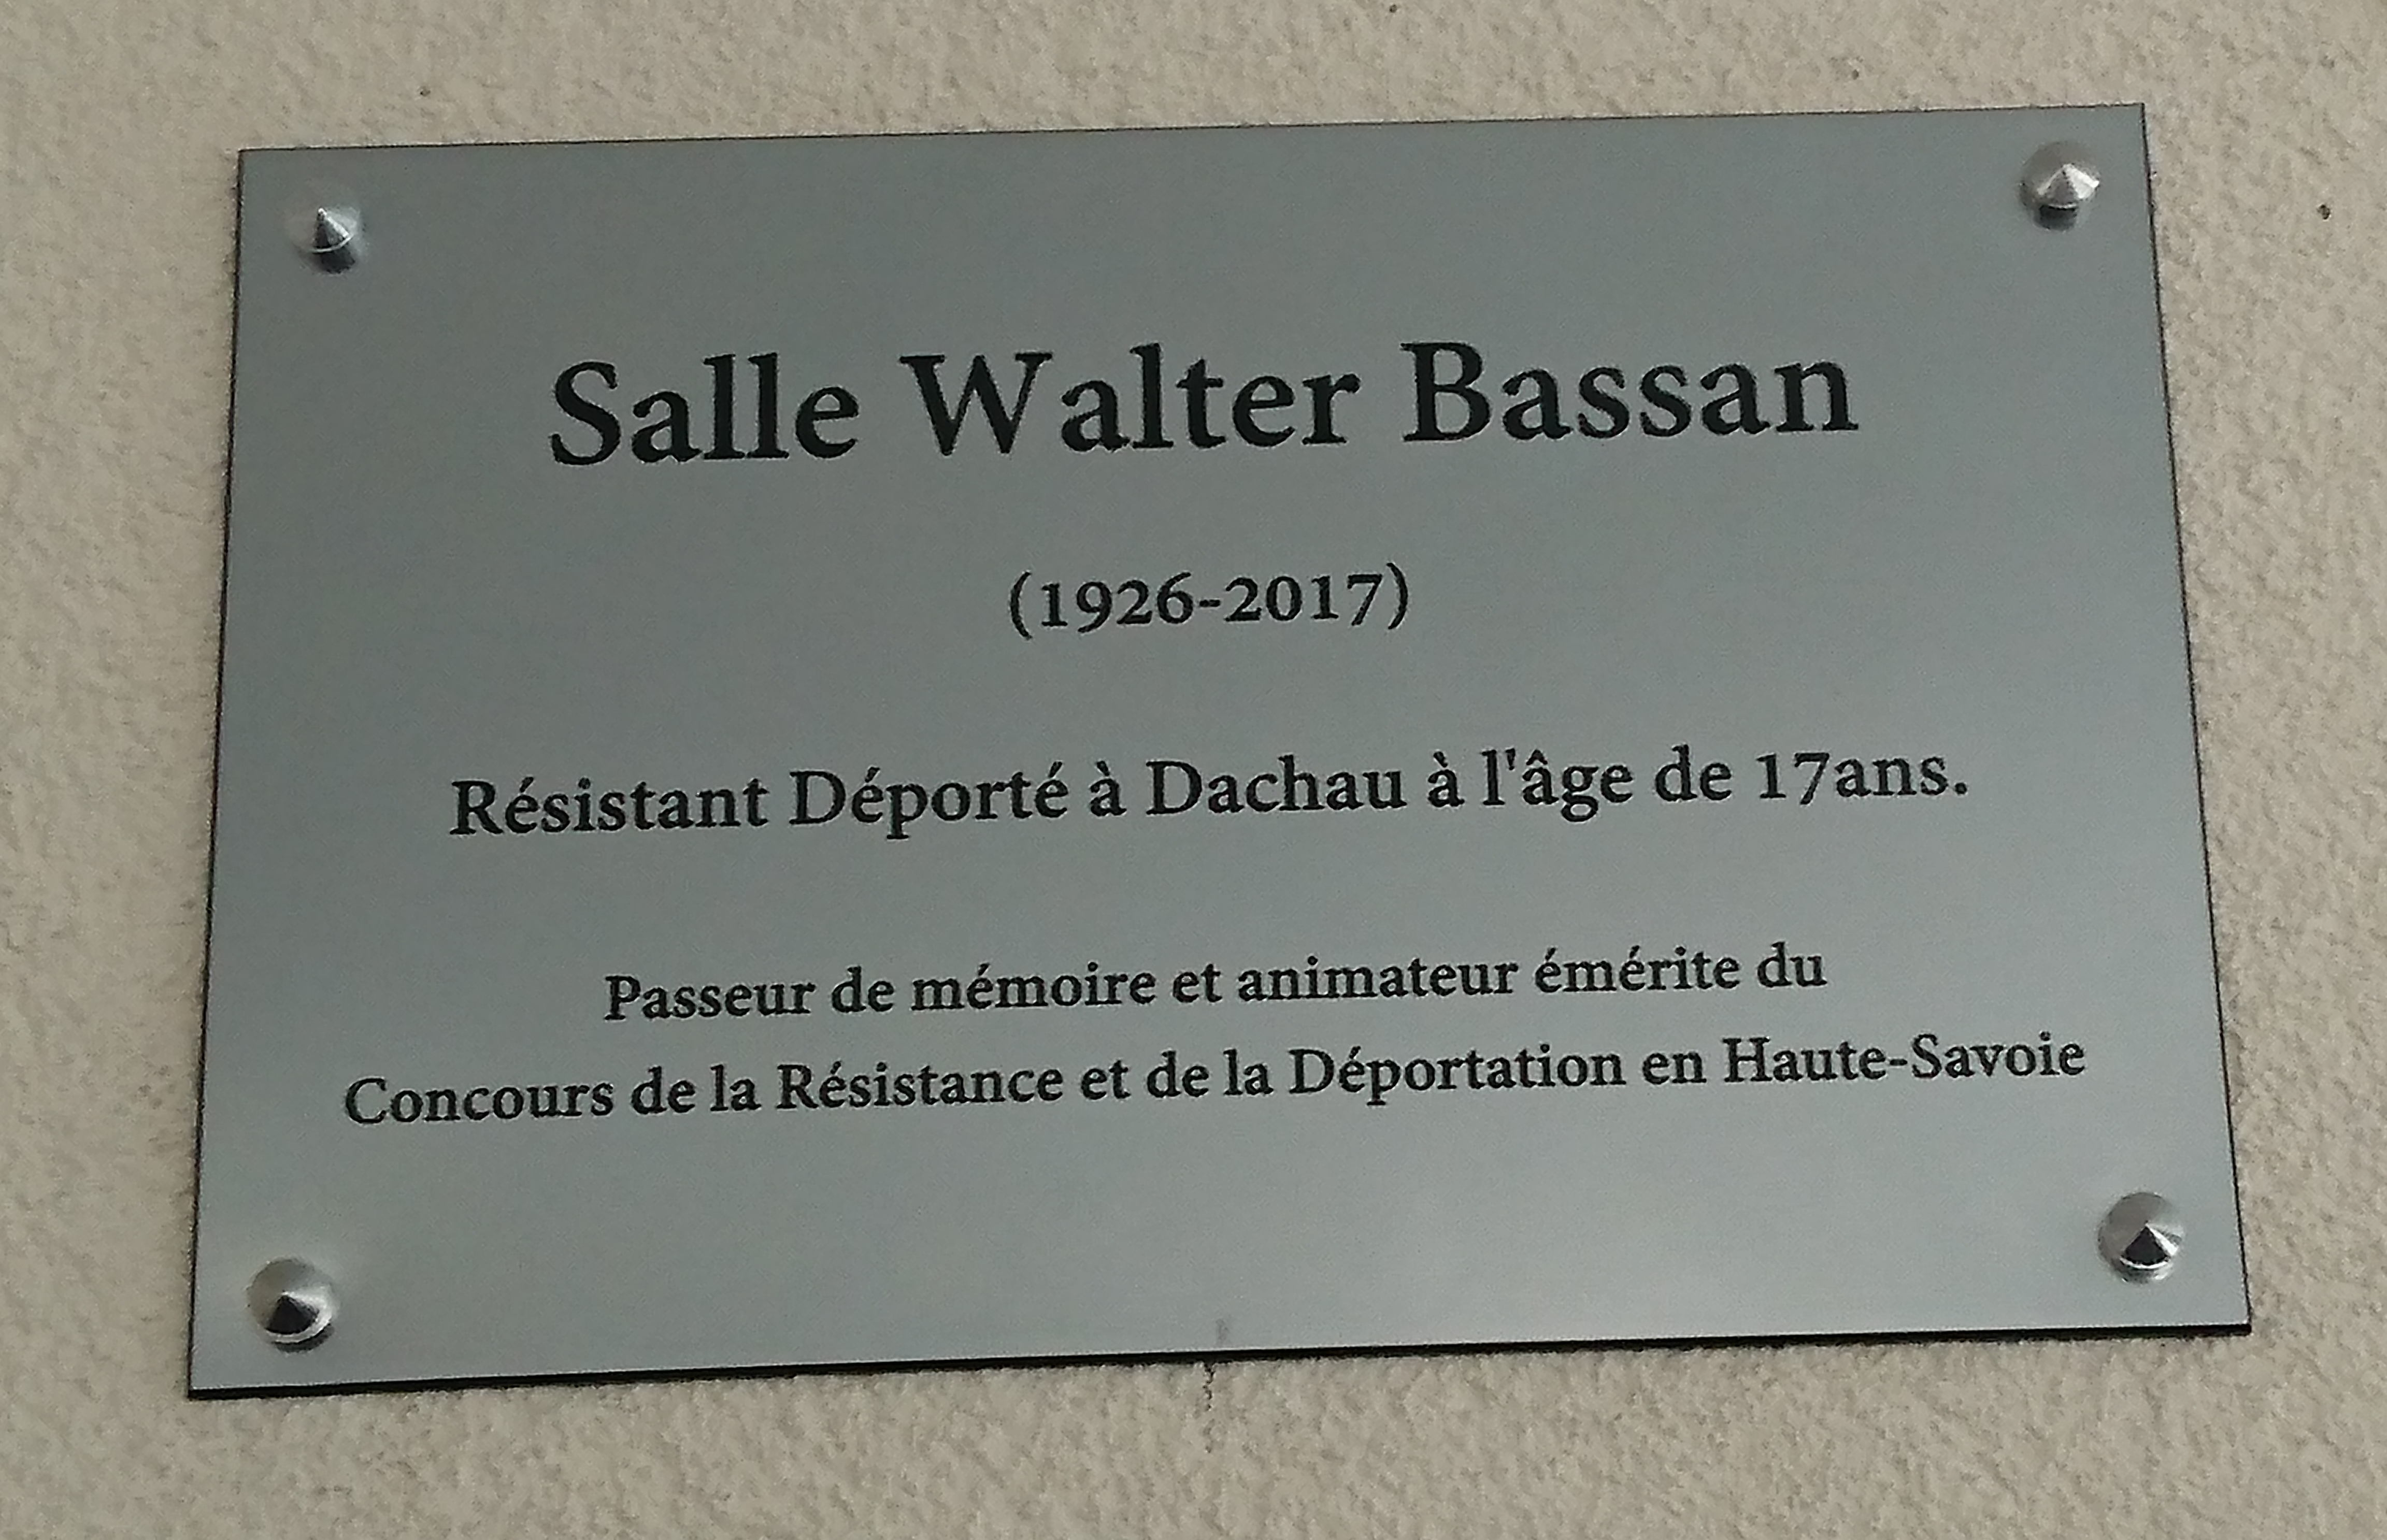 Salle Walter Bassan
(1926-2017)
Résistant Déporté à Dachau à l'âge de 17ans.
Passeur de mémoire et animateur émérite du
Concours de la Résistance et de la Déportation en Haute-Savoie